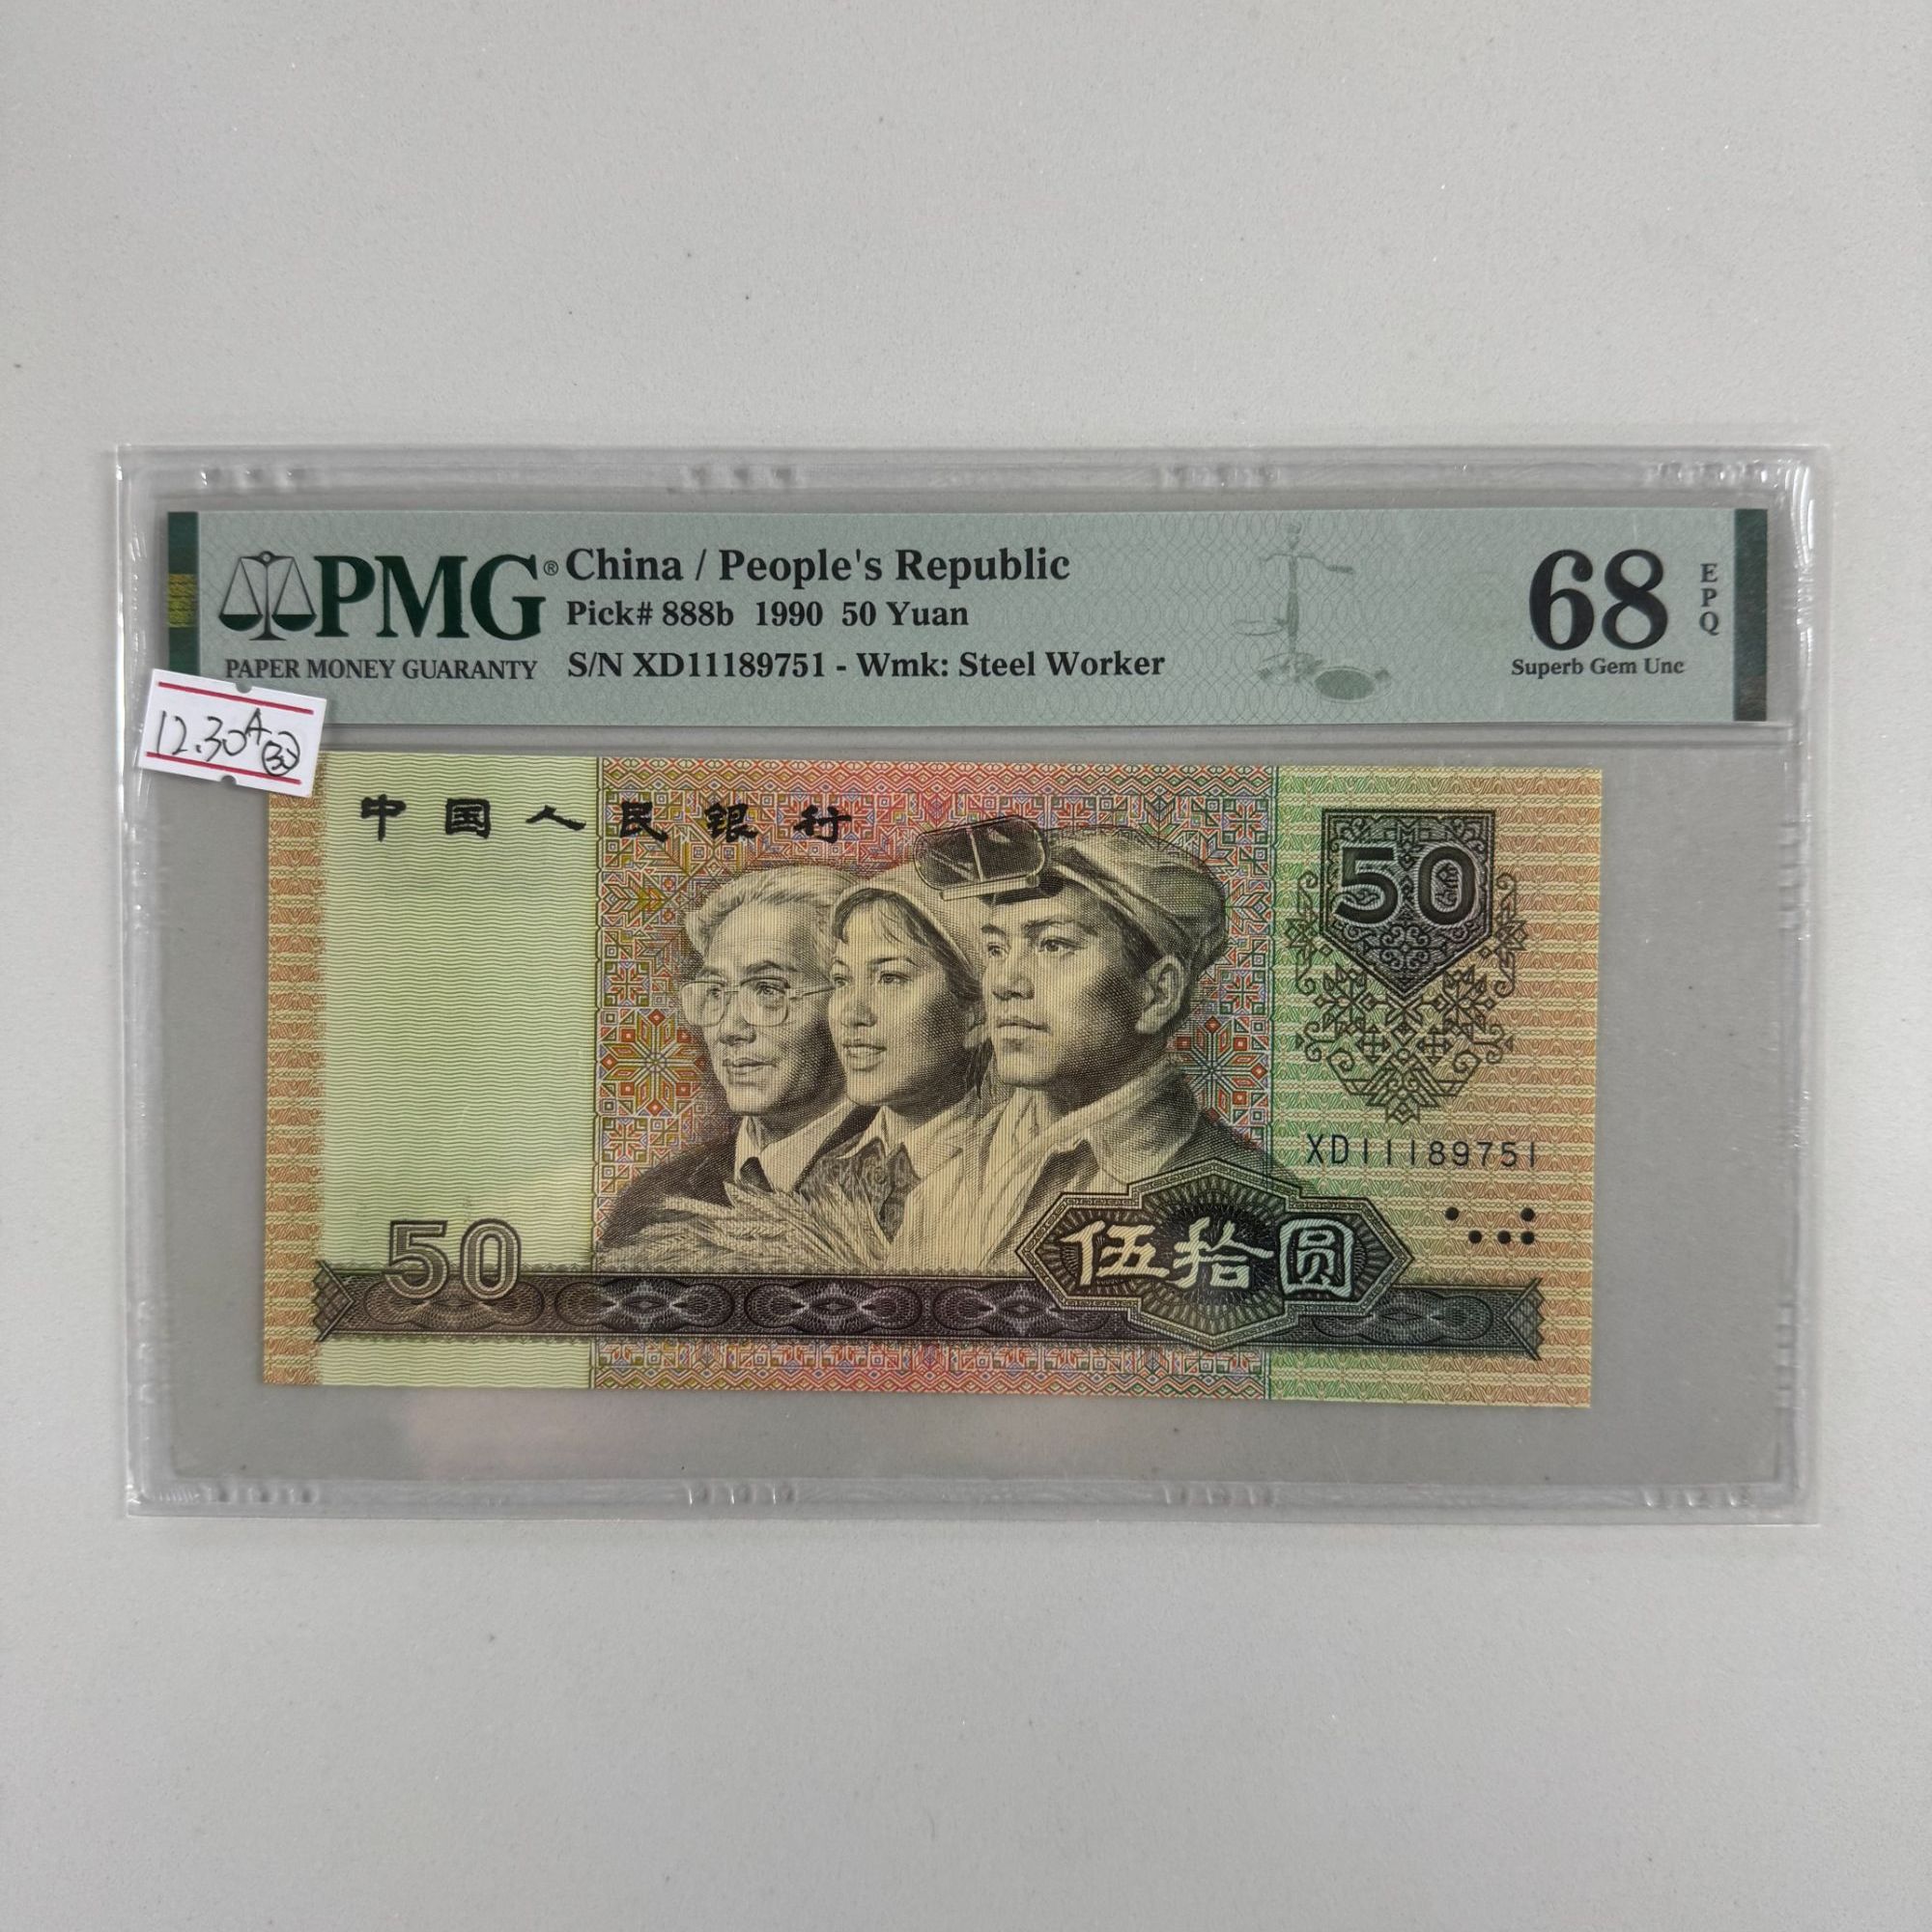 PMG® China / People's Republic
Pick# 888b 1990 50 Yuan
PAPER MONEY GUARANTY
S/N XD11189751 - Wmk: Steel Worker
68
EPQ
Superb Gem Unc
12.30A
中国人民银行
50
XD11189751
50
伍拾圆